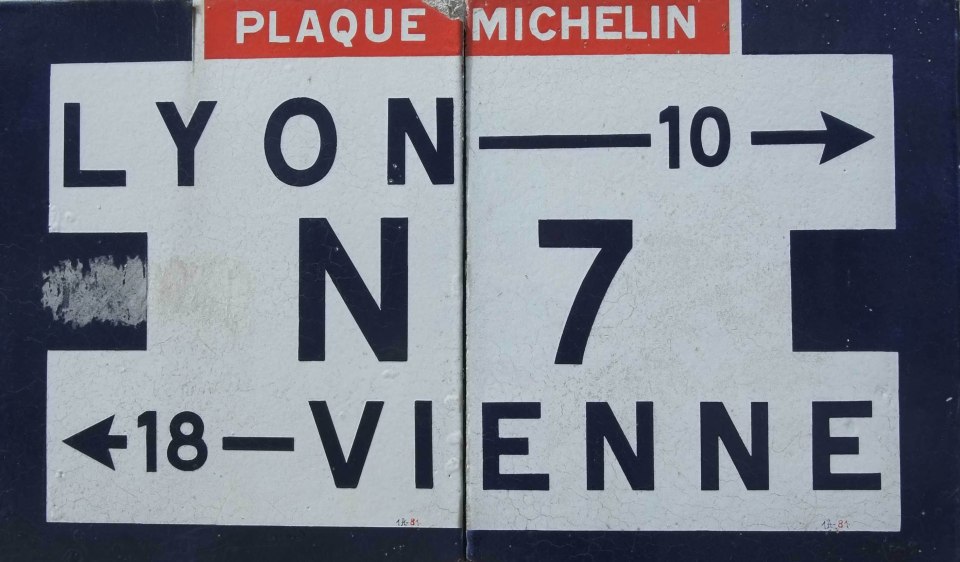 PLAQUE MICHELIN
LYON 10
N 7
18 VIENNE